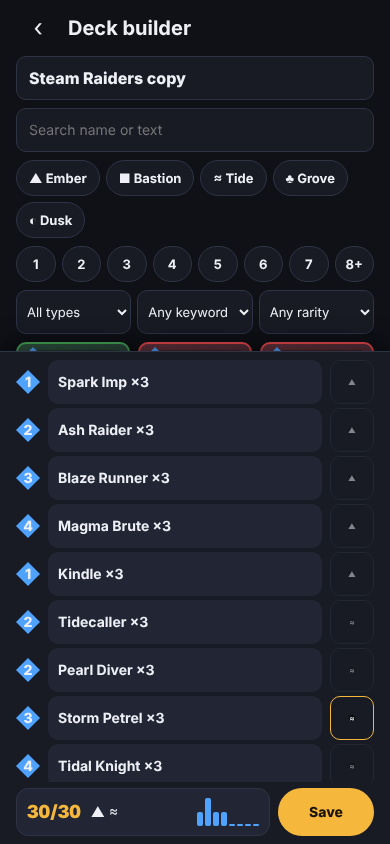 ‹ Deck builder
Steam Raiders copy
Search name or text
▲ Ember ■ Bastion ≈ Tide ♣ Grove
◖ Dusk
1 2 3 4 5 6 7 8+
All types Any keyword Any rarity
1 Spark Imp ×3 ▲
2 Ash Raider ×3 ▲
3 Blaze Runner ×3 ▲
4 Magma Brute ×3 ▲
1 Kindle ×3 ▲
2 Tidecaller ×3 ≈
2 Pearl Diver ×3 ≈
3 Storm Petrel ×3 ≈
4 Tidal Knight ×3 ≈
30/30 ▲ ≈ Save